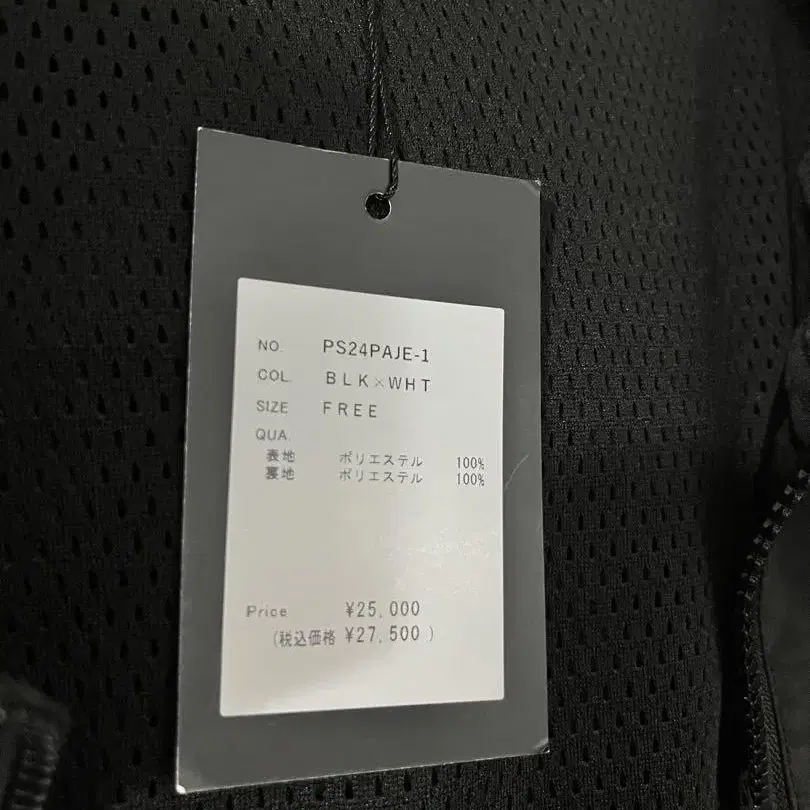 NO. PS24PAJE-1
COL. BLK×WHT
SIZE FREE
QUA.
表地 ポリエステル 100%
裏地 ポリエステル 100%
Price ¥25,000
(税込価格 ¥27,500 )